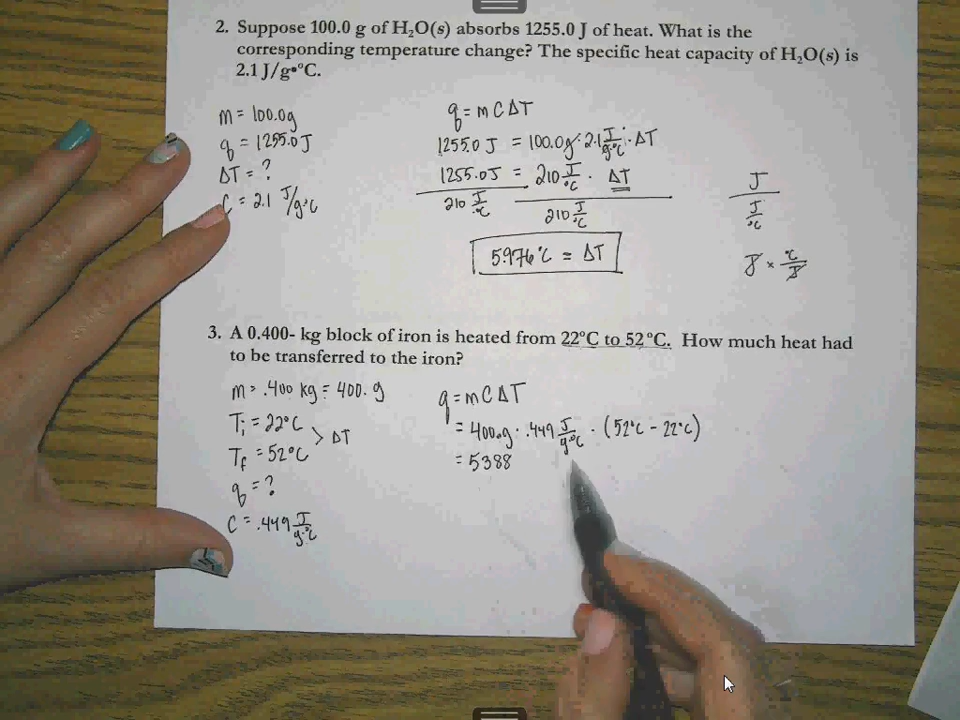 2. Suppose 100.0 g of H₂O(s) absorbs 1255.0 J of heat. What is the
corresponding temperature change? The specific heat capacity of H₂O(s) is
2.1 J/g•°C.
m = 100.0g
q = 1255.0 J
ΔT = ?
C = 2.1 J/g·°C
q = mCΔT
1255.0 J = 100.0g · 2.1 J/g·°C · ΔT
1255.0J = 210 J/°C · ΔT
210 J/°C 210 J/°C
5.976°C = ΔT
J
J/°C
J × °C/J
3. A 0.400- kg block of iron is heated from 22°C to 52 °C. How much heat had
to be transferred to the iron?
m = .400 kg = 400. g
Ti = 22°C
Tf = 52°C
> ΔT
q = ?
C = .449 J/g·°C
q = mCΔT
= 400.g · .449 J/g·°C · (52°C - 22°C)
= 5388